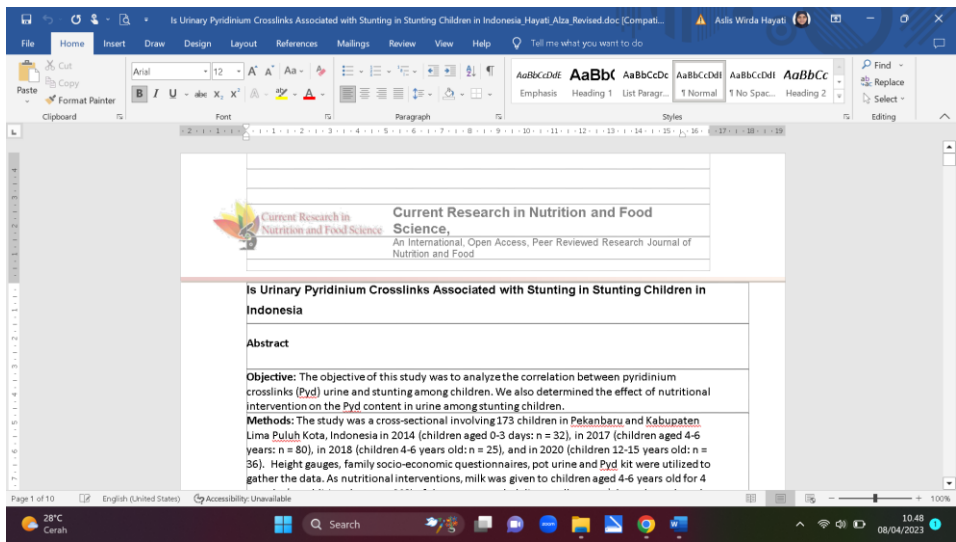 Is Urinary Pyridinium Crosslinks Associated with Stunting in Stunting Children in Indonesia_Hayati_Alza_Revised.doc [Compati... Aslis Wirda Hayati
File Home Insert Draw Design Layout References Mailings Review View Help Tell me what you want to do
Paste
Cut
Copy
Format Painter
Clipboard
Arial 12
Font
Paragraph
AaBbCcDdE AaBb( AaBbCcDc AaBbCcDdI AaBbCcDdI AaBbCc
Emphasis Heading 1 List Paragr... ¶ Normal ¶ No Spac... Heading 2
Styles
Find
Replace
Select
Editing
Current Research in
Nutrition and Food Science
Current Research in Nutrition and Food
Science,
An International, Open Access, Peer Reviewed Research Journal of
Nutrition and Food
Is Urinary Pyridinium Crosslinks Associated with Stunting in Stunting Children in
Indonesia
Abstract
Objective: The objective of this study was to analyze the correlation between pyridinium
crosslinks (Pyd) urine and stunting among children. We also determined the effect of nutritional
intervention on the Pyd content in urine among stunting children.
Methods: The study was a cross-sectional involving 173 children in Pekanbaru and Kabupaten
Lima Puluh Kota, Indonesia in 2014 (children aged 0-3 days: n = 32), in 2017 (children aged 4-6
years: n = 80), in 2018 (children 4-6 years old: n = 25), and in 2020 (children 12-15 years old: n =
36). Height gauges, family socio-economic questionnaires, pot urine and Pyd kit were utilized to
gather the data. As nutritional interventions, milk was given to children aged 4-6 years old for 4
Page 1 of 10 English (United States) Accessibility: Unavailable 100%
28°C
Cerah
Search
10.48
08/04/2023